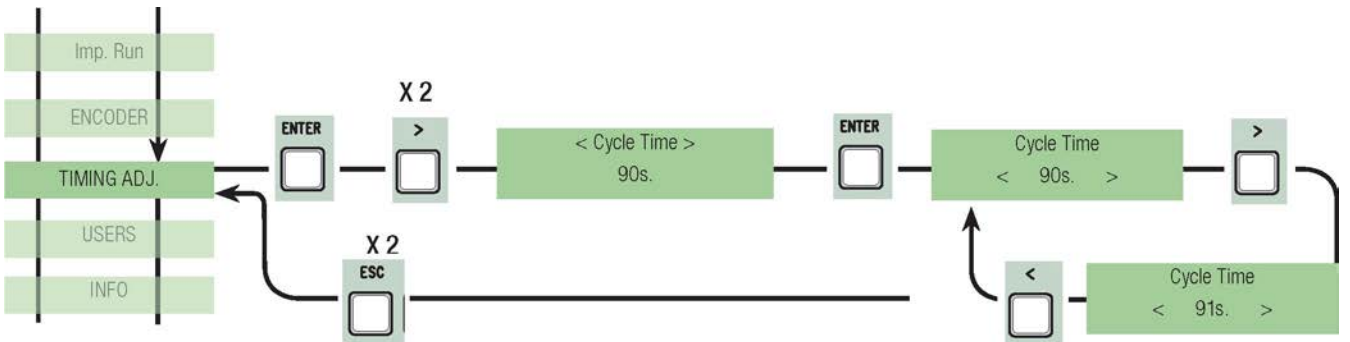 Imp. Run
ENCODER
TIMING ADJ.
USERS
INFO
ENTER
X 2
>
< Cycle Time >
90s.
ENTER
Cycle Time
< 90s. >
>
X 2
ESC
<
Cycle Time
< 91s. >